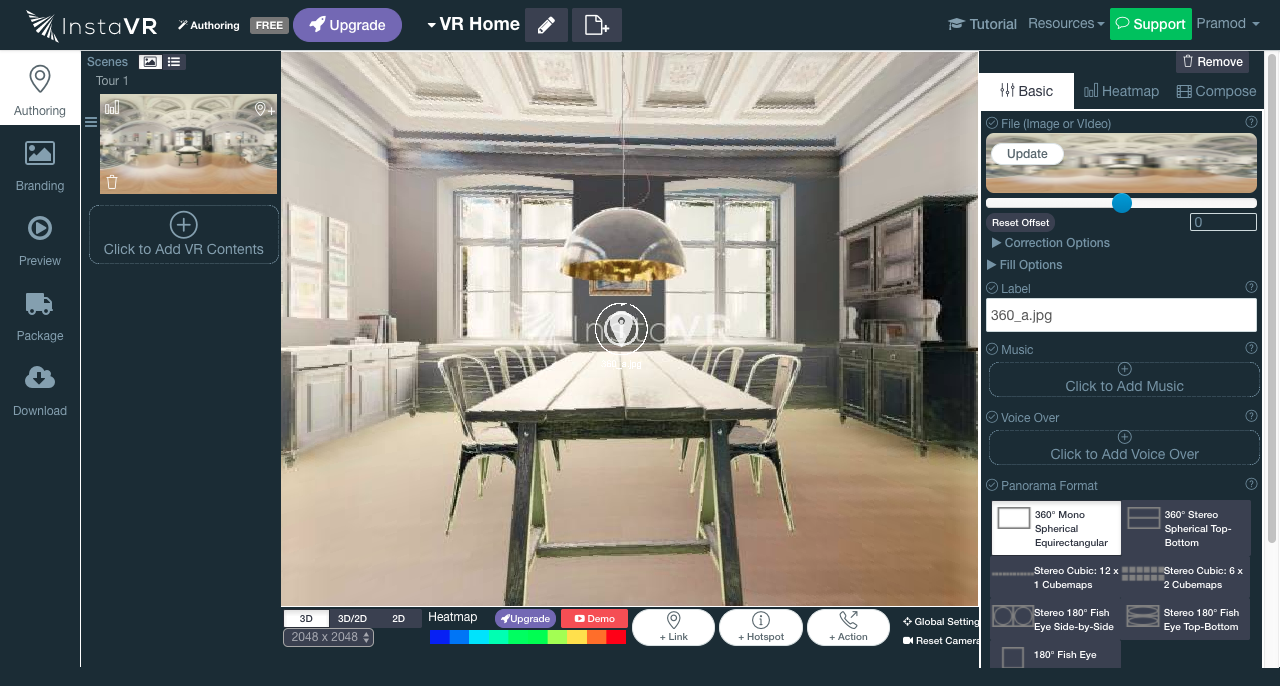 InstaVR
Authoring
FREE
Upgrade
VR Home
Tutorial
Resources
Support
Pramod
Authoring
Branding
Preview
Package
Download
Scenes
Tour 1
Click to Add VR Contents
InstaVR
360_a.jpg
3D
3D/2D
2D
2048 x 2048
Heatmap
Upgrade
Demo
+ Link
+ Hotspot
+ Action
Global Setting
Reset Camera
Remove
Basic
Heatmap
Compose
File (Image or VIdeo)
Update
Reset Offset
0
Correction Options
Fill Options
Label
360_a.jpg
Music
Click to Add Music
Voice Over
Click to Add Voice Over
Panorama Format
360° Mono
Spherical
Equirectangular
360° Stereo
Spherical Top-
Bottom
Stereo Cubic: 12 x
1 Cubemaps
Stereo Cubic: 6 x
2 Cubemaps
Stereo 180° Fish
Eye Side-by-Side
Stereo 180° Fish
Eye Top-Bottom
180° Fish Eye